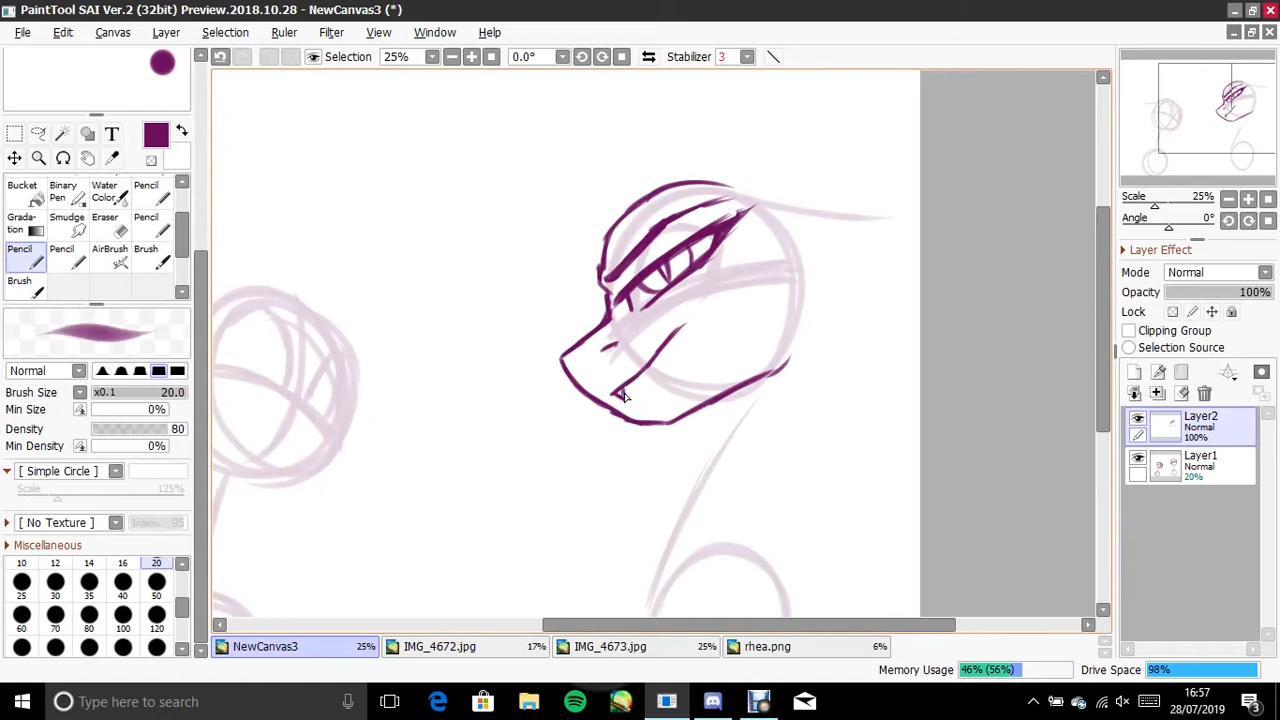 PaintTool SAI Ver.2 (32bit) Preview.2018.10.28 - NewCanvas3 (*)
File Edit Canvas Layer Selection Ruler Filter View Window Help
Selection 25% 0.0° Stabilizer 3
T
Bucket Binary Pen Water Color Pencil
Grada-tion Smudge Eraser Pencil
Pencil Pencil AirBrush Brush
Brush
Normal
Brush Size x0.1 20.0
Min Size 0%
Density 80
Min Density 0%
[ Simple Circle ]
Scale 125%
[ No Texture ] Intens. 95
Miscellaneous
10 12 14 16 20
25 30 35 40 50
60 70 80 100 120
Scale 25%
Angle 0°
Layer Effect
Mode Normal
Opacity 100%
Lock
Clipping Group
Selection Source
Layer2
Normal
100%
Layer1
Normal
20%
NewCanvas3 25% IMG_4672.jpg 17% IMG_4673.jpg 25% rhea.png 6%
Memory Usage 46% (56%) Drive Space 98%
Type here to search
16:57
28/07/2019
3